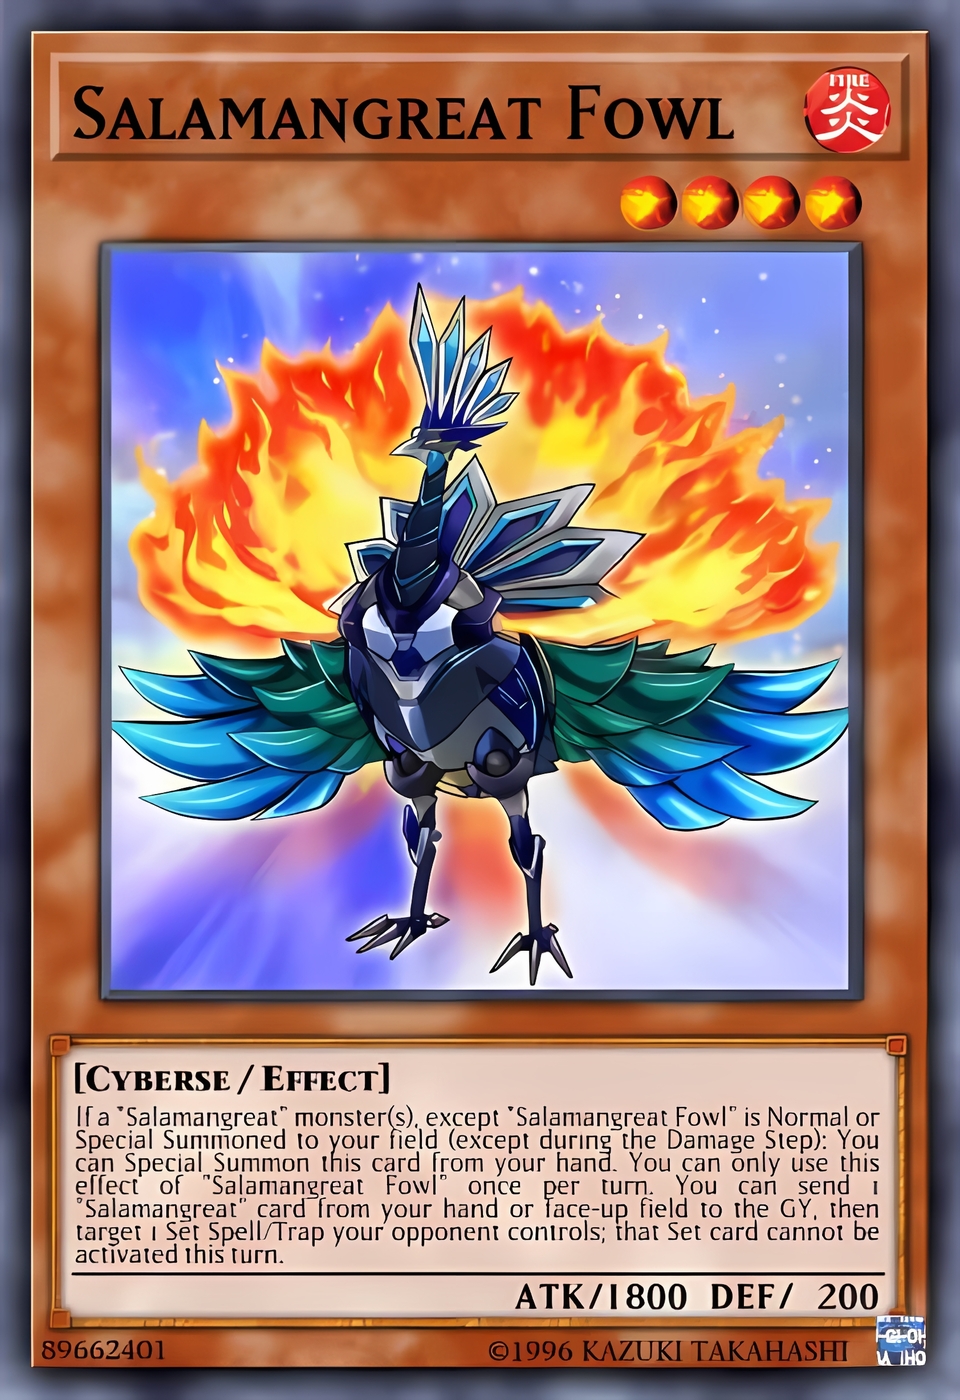 SALAMANGREAT FOWL
炎
[CYBERSE / EFFECT]
If a "Salamangreat" monster(s), except "Salamangreat Fowl" is Normal or
Special Summoned to your field (except during the Damage Step): You
can Special Summon this card from your hand. You can only use this
effect of "Salamangreat Fowl" once per turn. You can send 1
"Salamangreat" card from your hand or face-up field to the GY, then
target 1 Set Spell/Trap your opponent controls; that Set card cannot be
activated this turn.
ATK/1800 DEF/ 200
89662401
©1996 KAZUKI TAKAHASHI